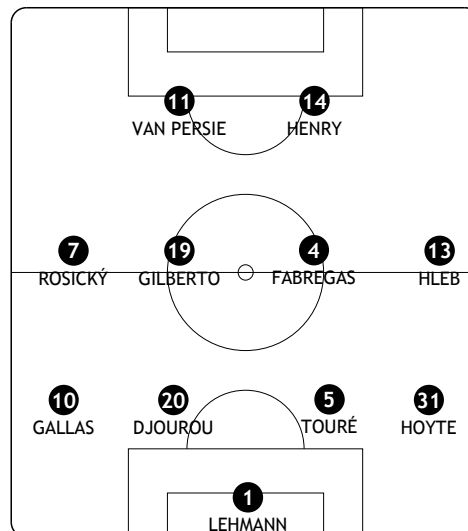 11 14
VAN PERSIE HENRY
7 19 4 13
ROSICKÝ GILBERTO FABREGAS HLEB
10 20 5 31
GALLAS DJOUROU TOURÉ HOYTE
1
LEHMANN